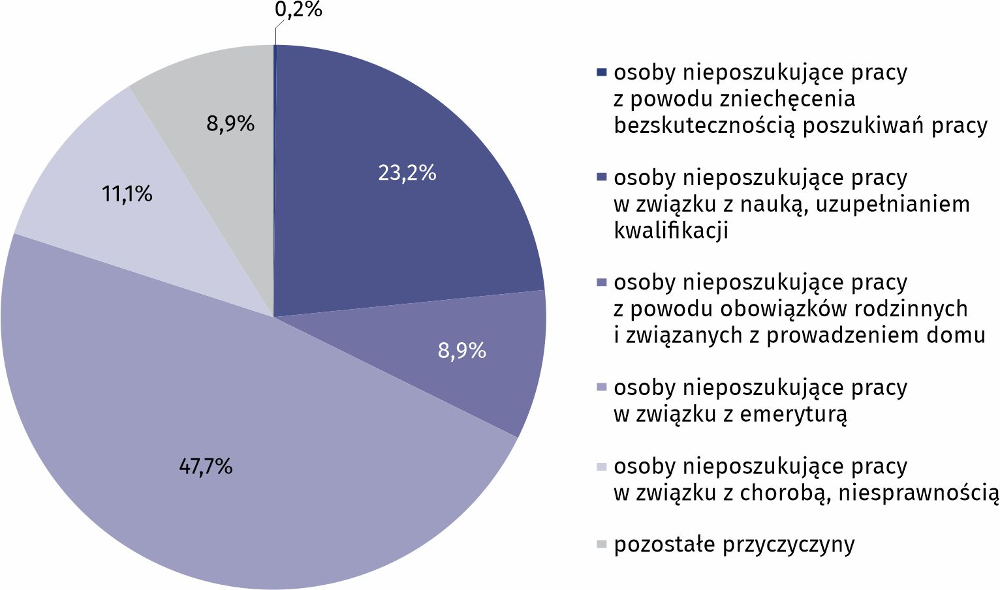 0,2%
23,2%
8,9%
47,7%
11,1%
8,9%
osoby nieposzukujące pracy
z powodu zniechęcenia
bezskutecznością poszukiwań pracy
osoby nieposzukujące pracy
w związku z nauką, uzupełnianiem
kwalifikacji
osoby nieposzukujące pracy
z powodu obowiązków rodzinnych
i związanych z prowadzeniem domu
osoby nieposzukujące pracy
w związku z emeryturą
osoby nieposzukujące pracy
w związku z chorobą, niesprawnością
pozostałe przyczyczyny